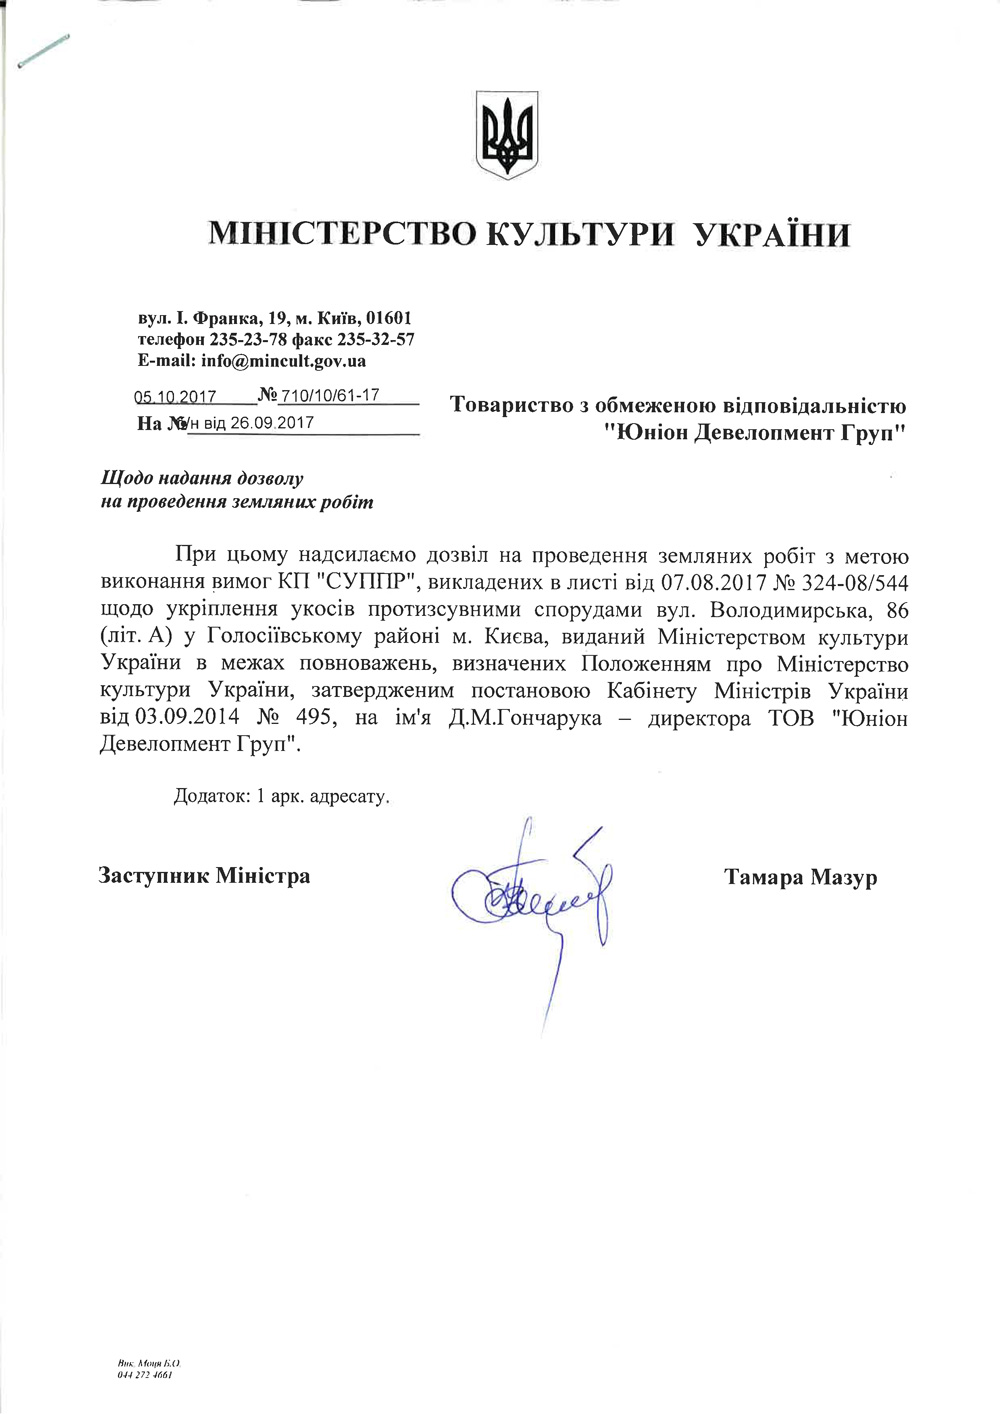 МІНІСТЕРСТВО КУЛЬТУРИ УКРАЇНИ
вул. І. Франка, 19, м. Київ, 01601
телефон 235-23-78 факс 235-32-57
E-mail: info@mincult.gov.ua
05.10.2017 № 710/10/61-17
На № /н від 26.09.2017
Товариство з обмеженою відповідальністю
"Юніон Девелопмент Груп"
Щодо надання дозволу
на проведення земляних робіт
При цьому надсилаємо дозвіл на проведення земляних робіт з метою
виконання вимог КП "СУППР", викладених в листі від 07.08.2017 № 324-08/544
щодо укріплення укосів протизсувними спорудами вул. Володимирська, 86
(літ. А) у Голосіївському районі м. Києва, виданий Міністерством культури
України в межах повноважень, визначених Положенням про Міністерство
культури України, затвердженим постановою Кабінету Міністрів України
від 03.09.2014 № 495, на ім'я Д.М.Гончарука – директора ТОВ "Юніон
Девелопмент Груп".
Додаток: 1 арк. адресату.
Заступник Міністра
Тамара Мазур
Вик. Моця Б.О.
044 272 4661